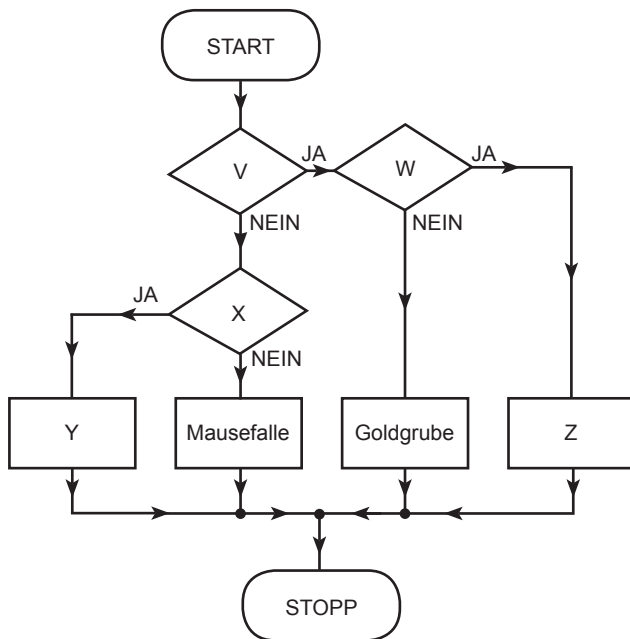 START
V
JA
W
JA
NEIN
NEIN
JA
X
NEIN
Y
Mausefalle
Goldgrube
Z
STOPP